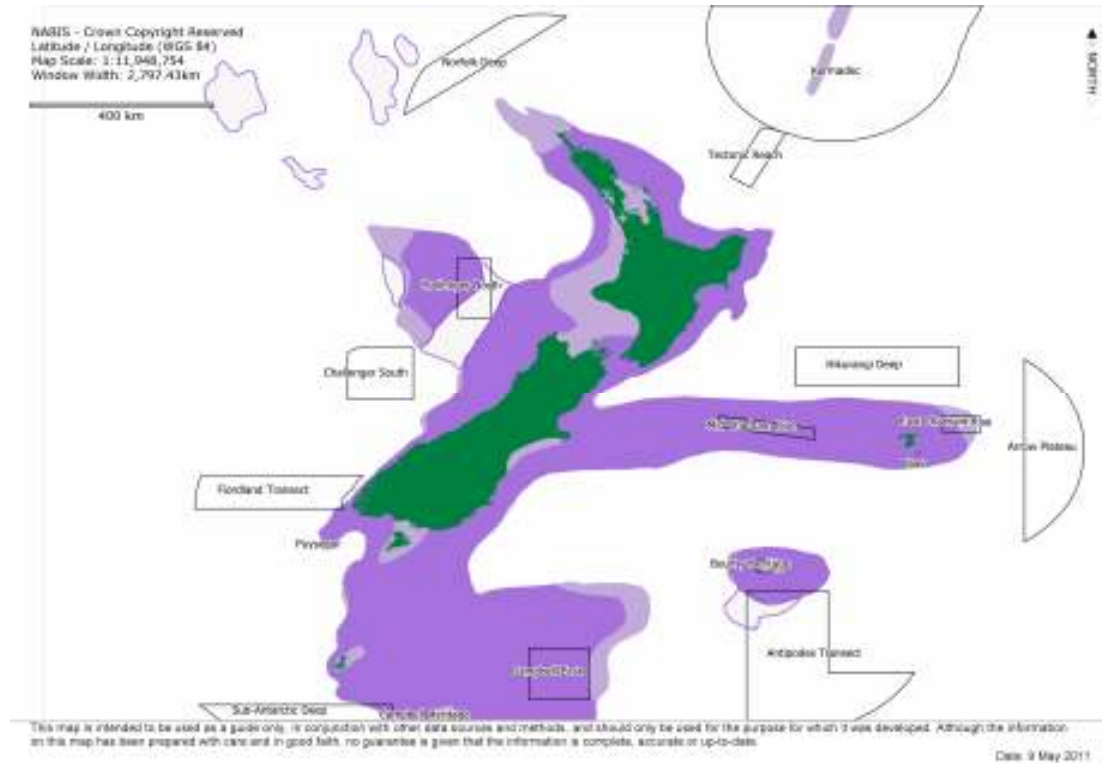 NABIS - Crown Copyright Reserved
Latitude / Longitude (WGS 84)
Map Scale: 1:11,948,754
Window Width: 2,797.43km
400 km
NORTH
Norfolk Deep
Kermadec
Tectonic Reach
Challenger North
Challenger South
Hikurangi Deep
Arrow Plateau
Fiordland Transect
Antipodes Transect
Campbell East
Sub-Antarctic Deep
This map is intended to be used as a guide only, in conjunction with other data sources and methods, and should only be used for the purpose for which it was developed. Although the information
on this map has been prepared with care and in good faith, no guarantee is given that the information is complete, accurate or up-to-date.
Date: 9 May 2011